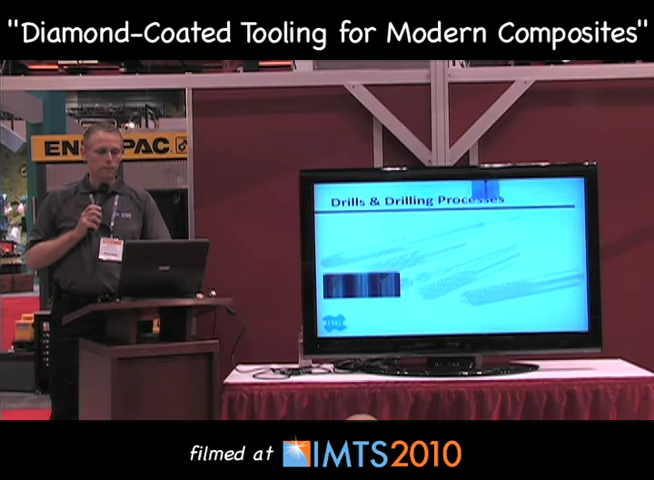 "Diamond-Coated Tooling for Modern Composites"
ENERPAC
Drills & Drilling Processes
filmed at IMTS2010